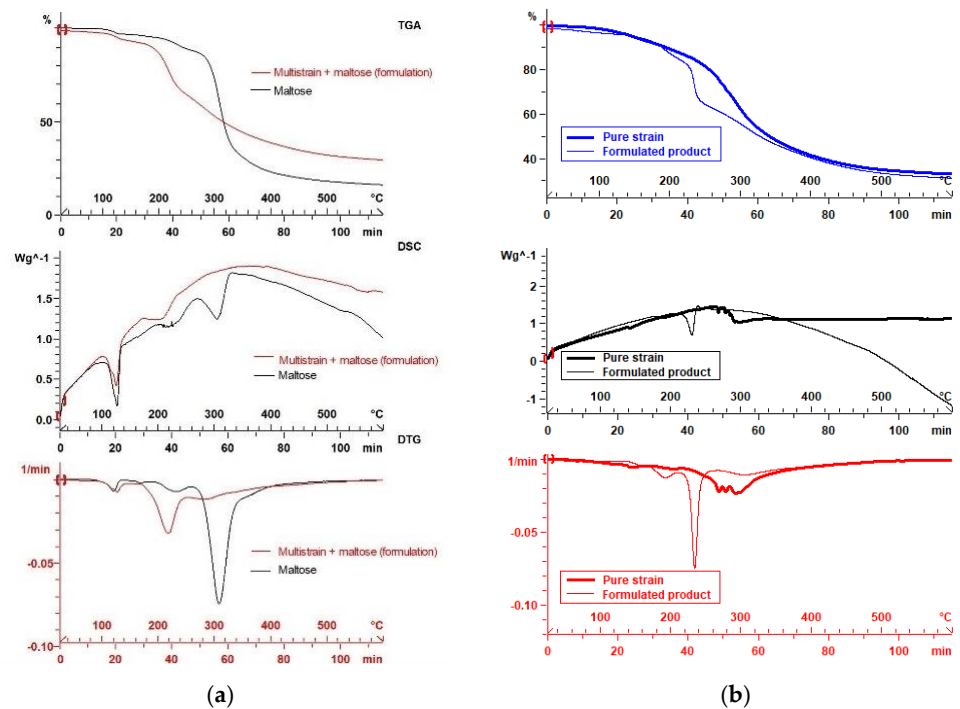 % TGA
Multistrain + maltose (formulation)
Maltose
50
0
100 200 300 400 500 °C
0 20 40 60 80 100 min
Wg^-1 DSC
1.5
1.0
0.5
0.0
Multistrain + maltose (formulation)
Maltose
100 200 300 400 500 °C
0 20 40 60 80 100 min
DTG
1/min
-0.05
-0.10
Multistrain + maltose (formulation)
Maltose
100 200 300 400 500 °C
0 20 40 60 80 100 min
(a)
%
80
60
40
Pure strain
Formulated product
100 200 300 400 500 °C
0 20 40 60 80 100 min
Wg^-1
2
1
0
-1
Pure strain
Formulated product
100 200 300 400 500 °C
0 20 40 60 80 100 min
1/min
-0.05
-0.10
Pure strain
Formulated product
100 200 300 400 500 °C
0 20 40 60 80 100 min
(b)